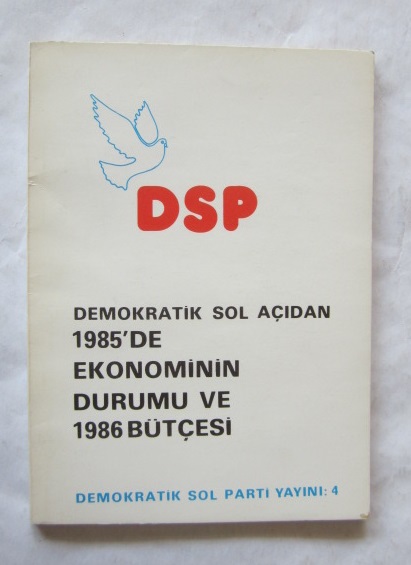 DSP
DEMOKRATİK SOL AÇIDAN
1985'DE
EKONOMİNİN
DURUMU VE
1986 BÜTÇESİ
DEMOKRATİK SOL PARTİ YAYINI: 4